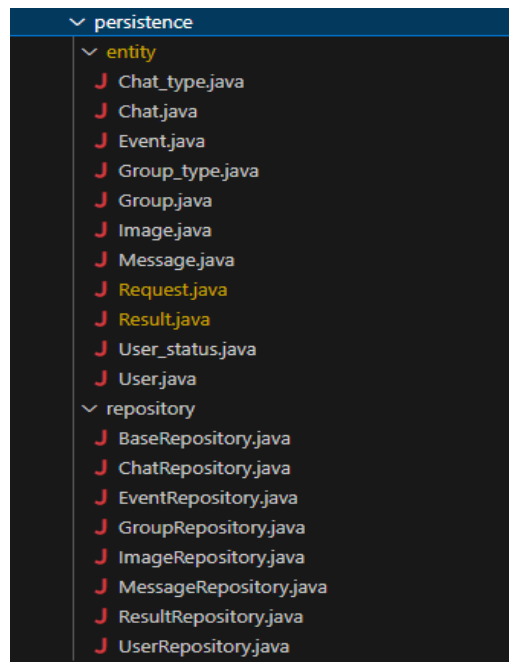 persistence
entity
J Chat_type.java
J Chat.java
J Event.java
J Group_type.java
J Group.java
J Image.java
J Message.java
J Request.java
J Result.java
J User_status.java
J User.java
repository
J BaseRepository.java
J ChatRepository.java
J EventRepository.java
J GroupRepository.java
J ImageRepository.java
J MessageRepository.java
J ResultRepository.java
J UserRepository.java